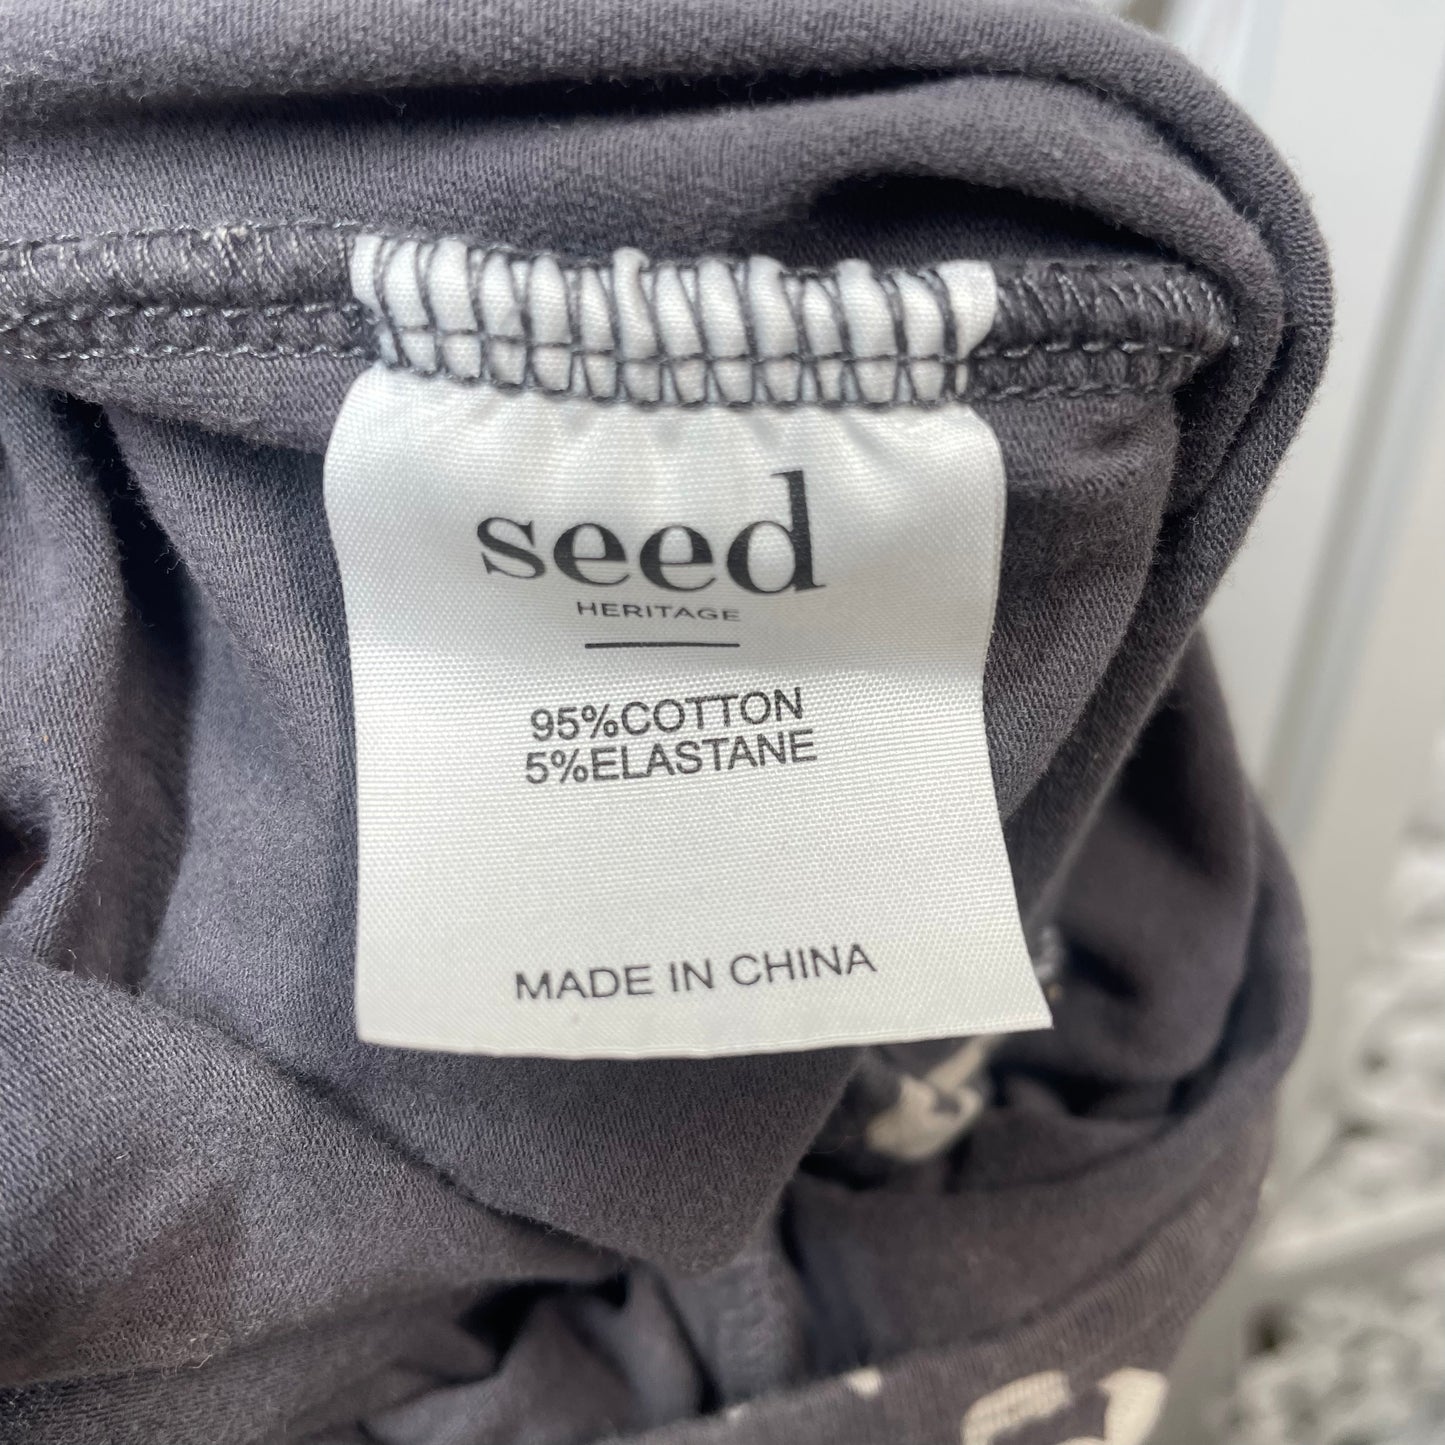 seed
HERITAGE
95%COTTON
5%ELASTANE
MADE IN CHINA